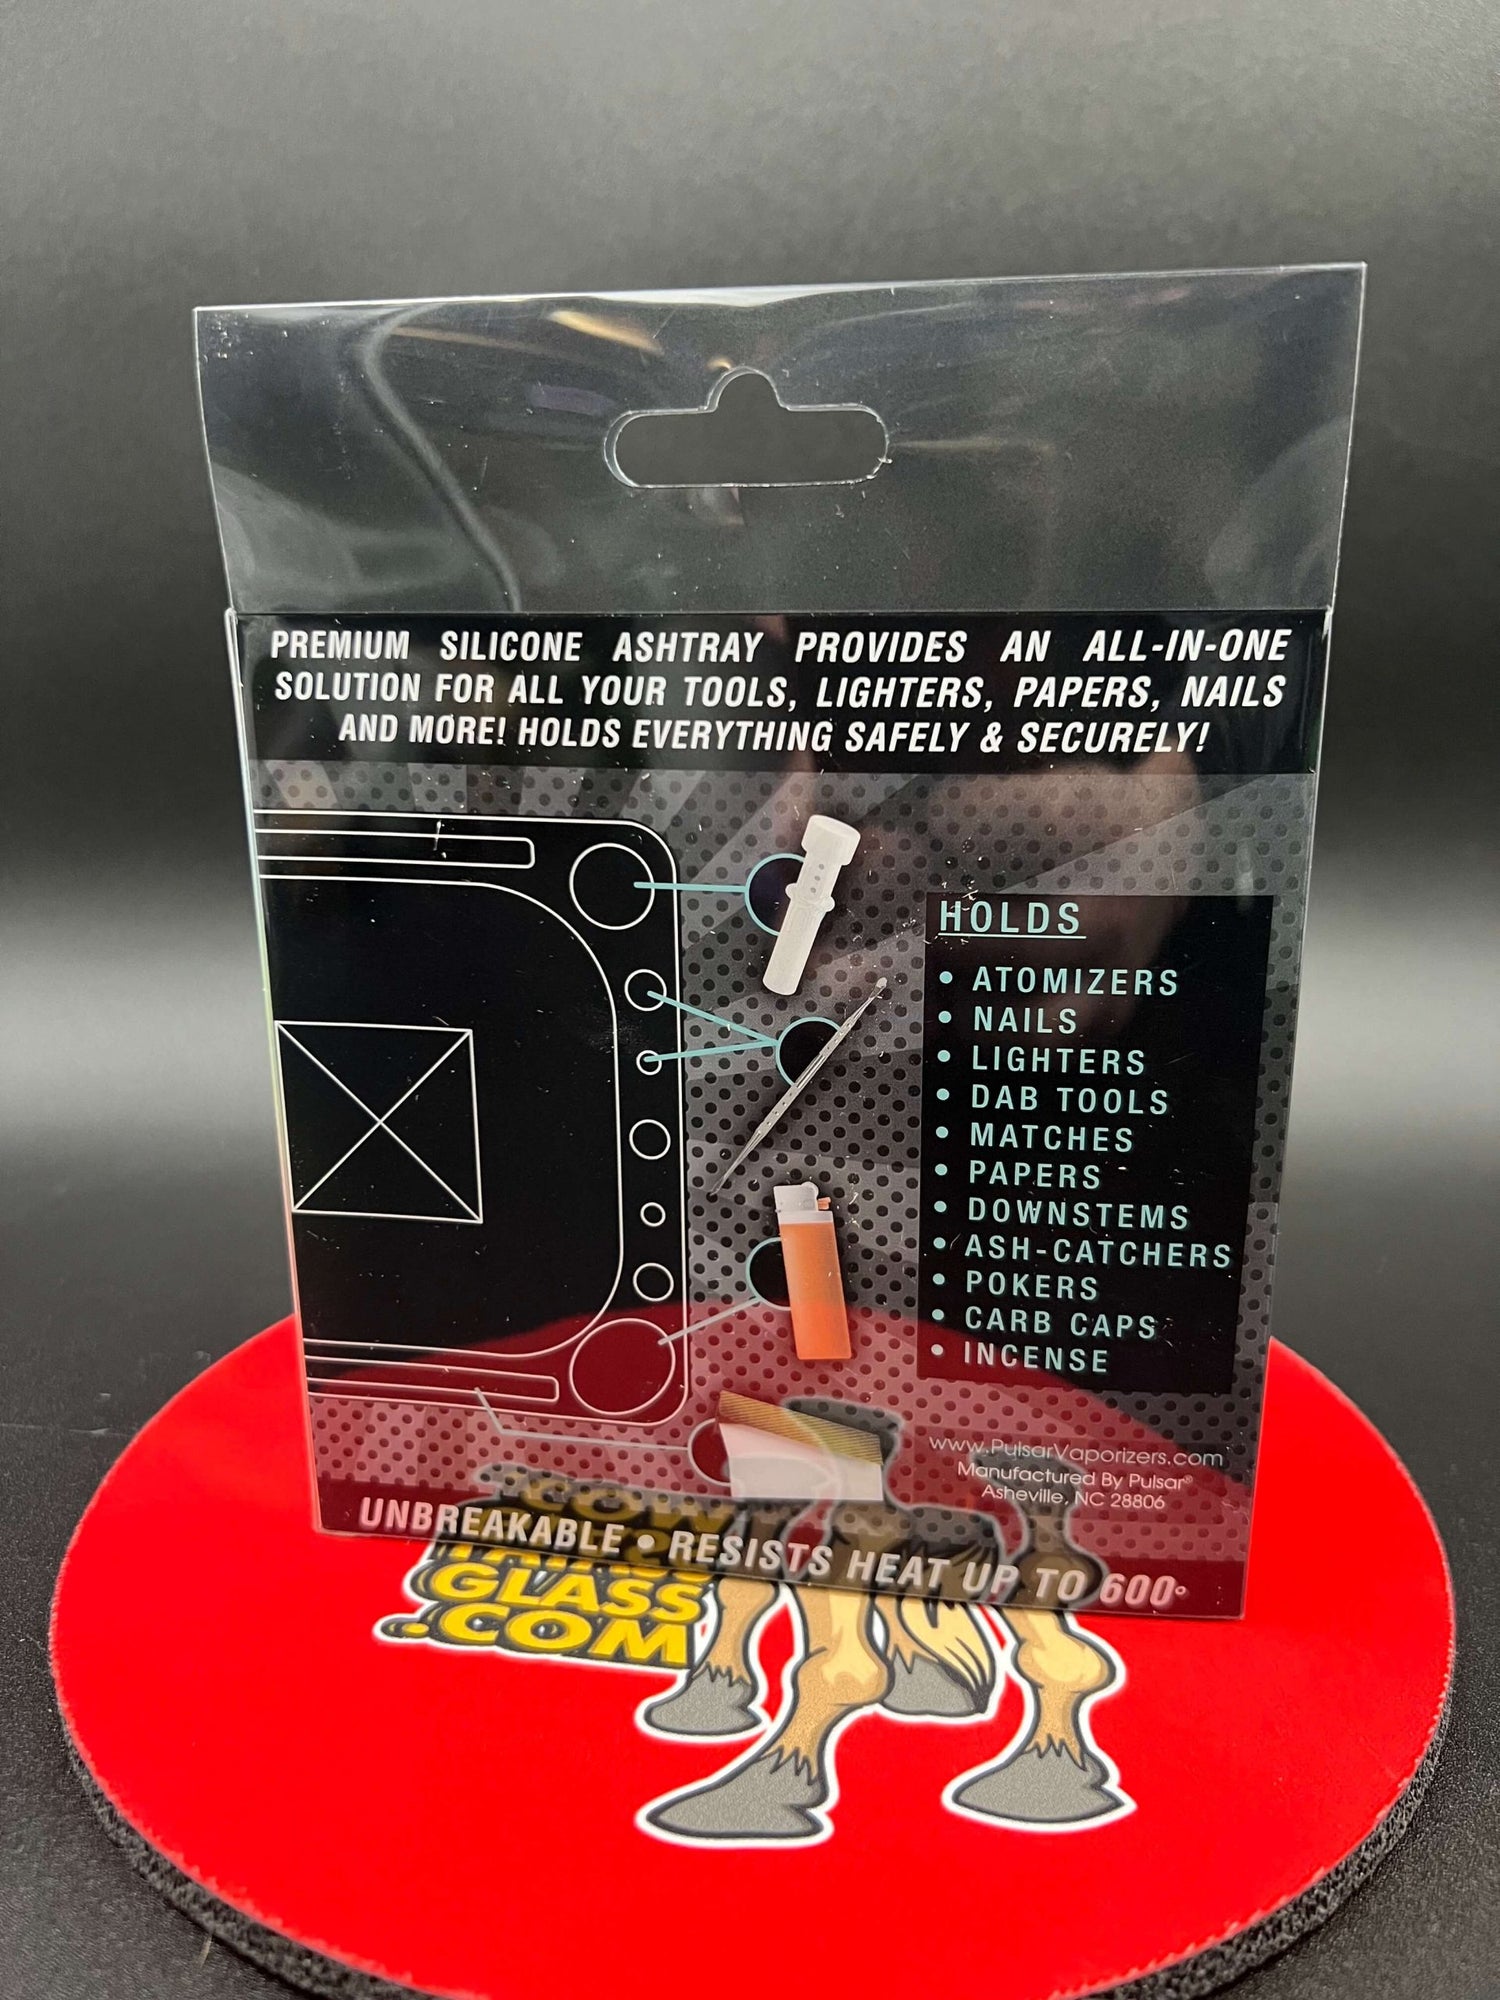 PREMIUM SILICONE ASHTRAY PROVIDES AN ALL-IN-ONE
SOLUTION FOR ALL YOUR TOOLS, LIGHTERS, PAPERS, NAILS
AND MORE! HOLDS EVERYTHING SAFELY & SECURELY!
HOLDS
• ATOMIZERS
• NAILS
• LIGHTERS
• DAB TOOLS
• MATCHES
• PAPERS
• DOWNSTEMS
• ASH-CATCHERS
• POKERS
• CARB CAPS
• INCENSE
www.PulsarVaporizers.com
Manufactured By Pulsar®
Asheville, NC 28806
UNBREAKABLE • RESISTS HEAT UP TO 600°
GLASS
.COM